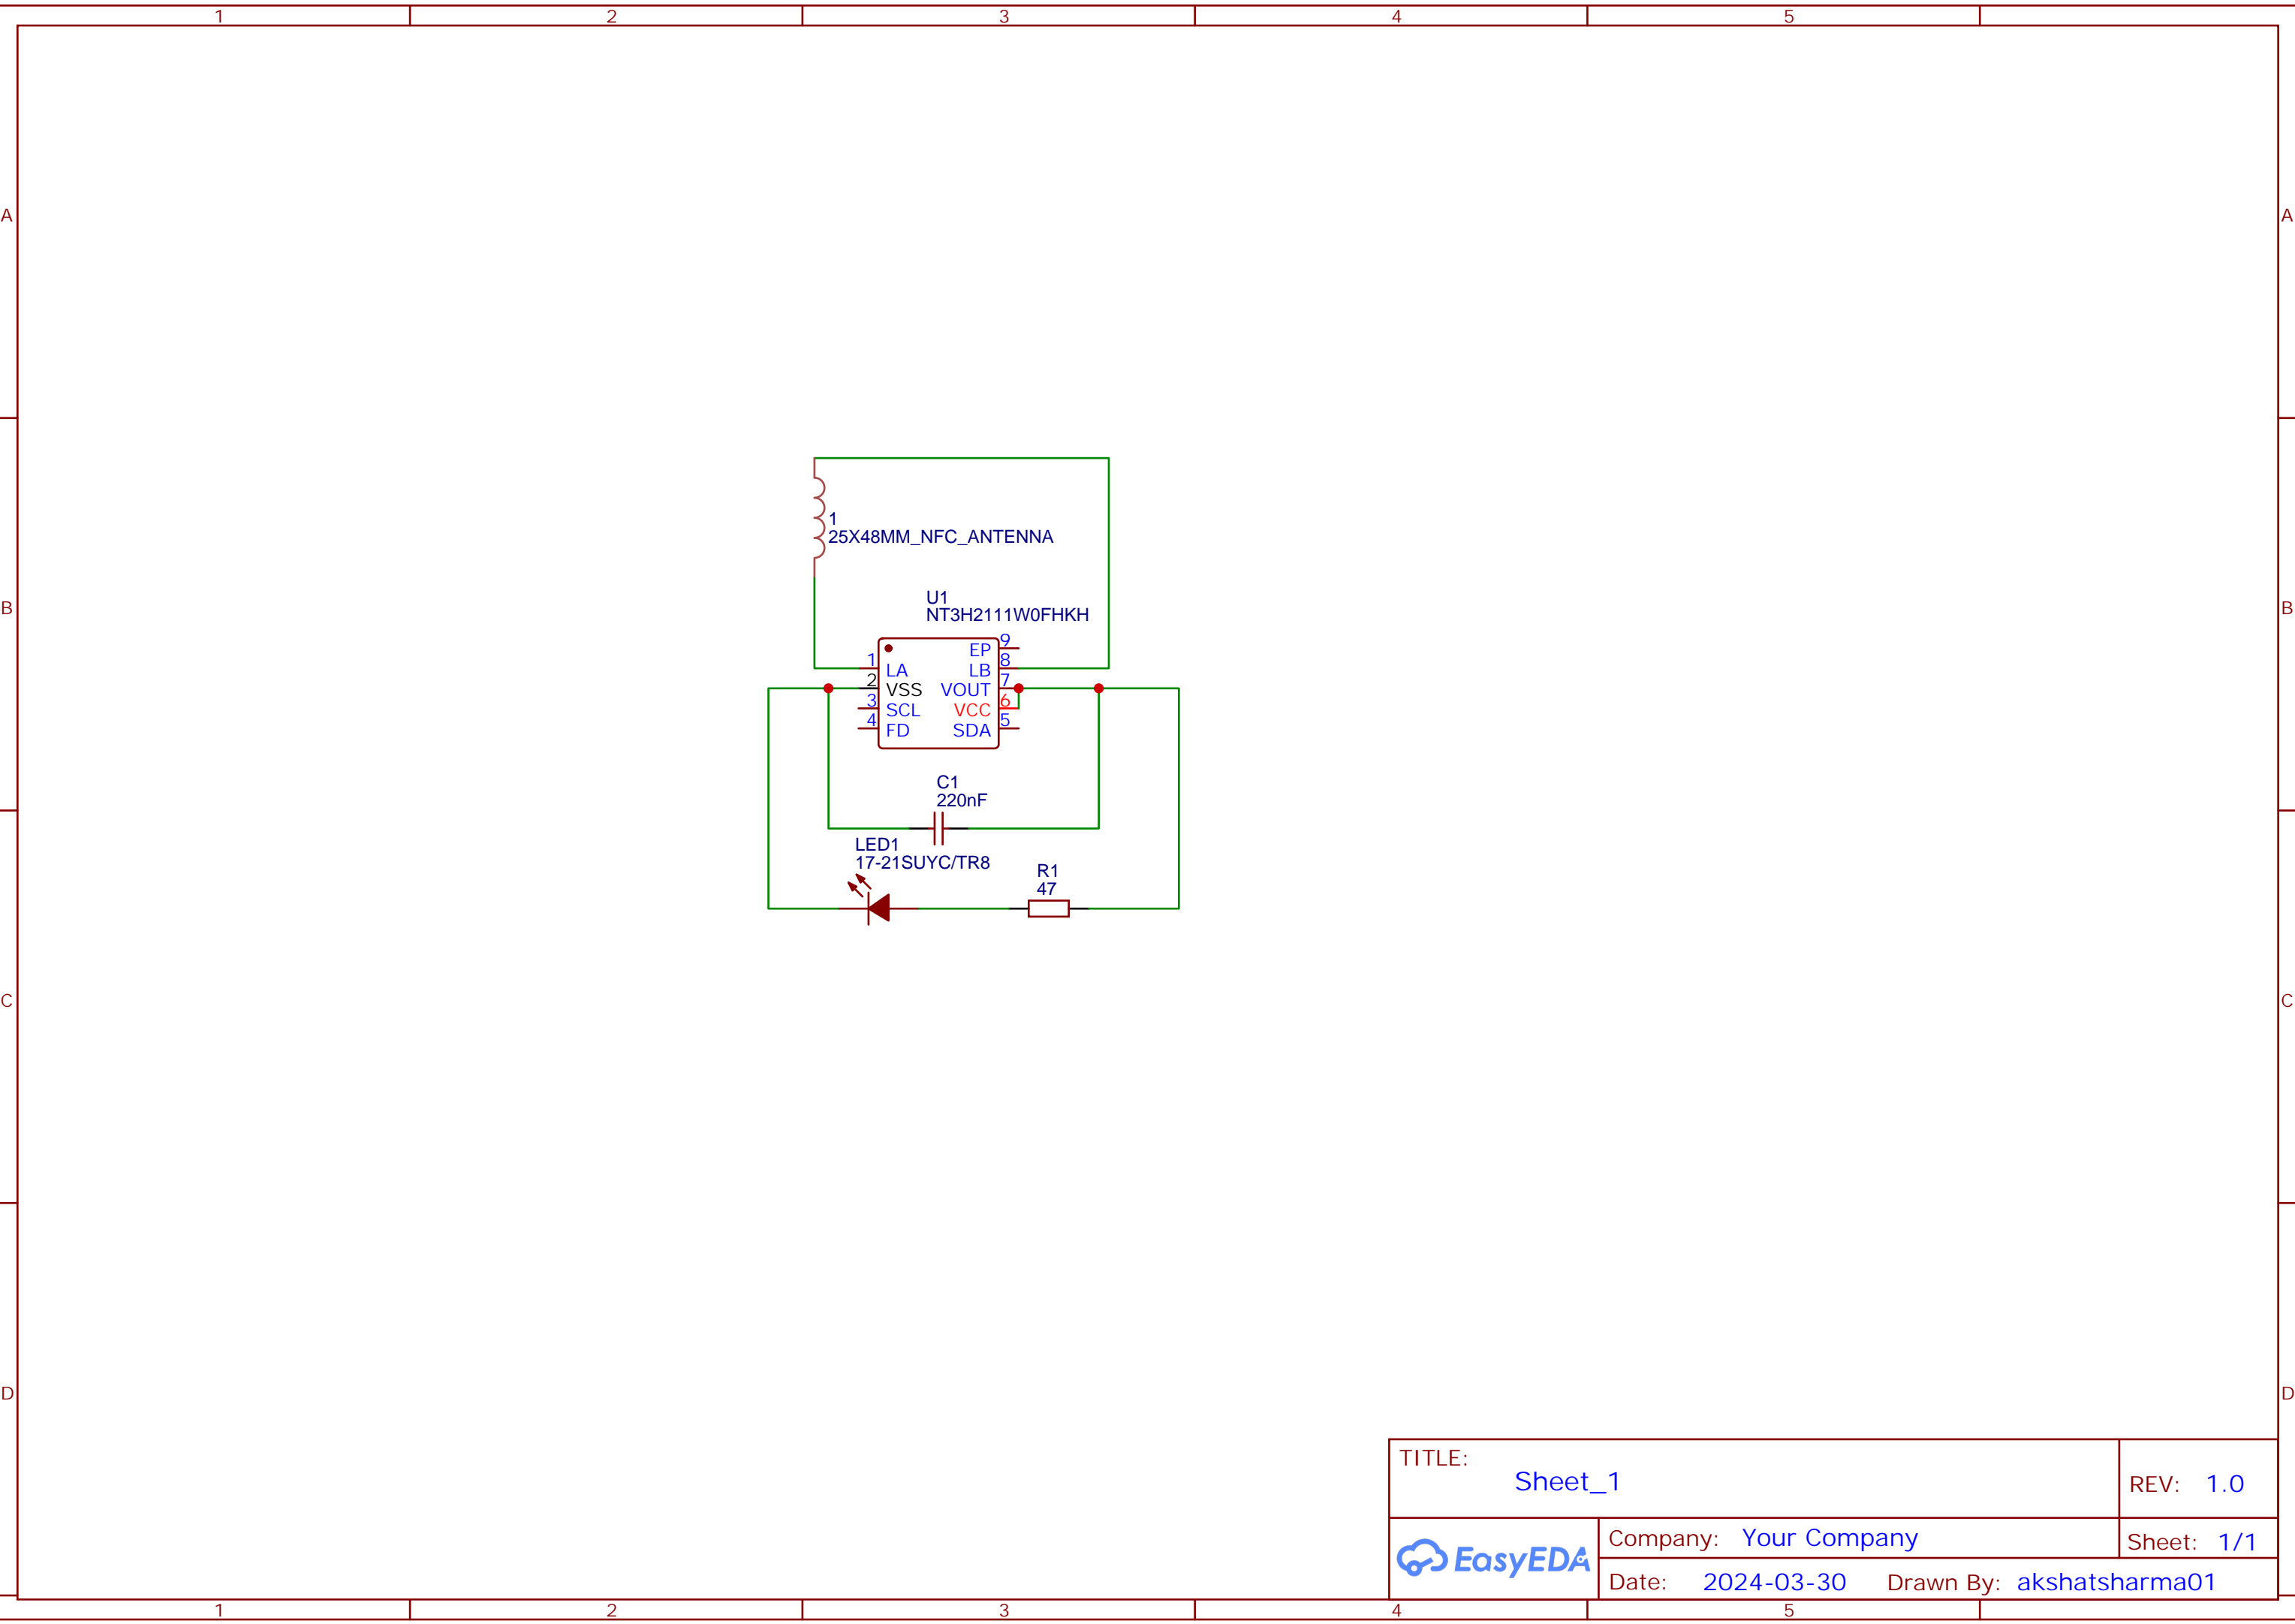 1 2 3 4 5
A A
B B
C C
D D
1
25X48MM_NFC_ANTENNA
U1
NT3H2111W0FHKH
1 LA
2 VSS
3 SCL
4 FD
EP 9
LB 8
VOUT 7
VCC 6
SDA 5
C1
220nF
LED1
17-21SUYC/TR8
R1
47
TITLE:
Sheet_1
REV: 1.0
EasyEDA
Company: Your Company
Sheet: 1/1
Date: 2024-03-30 Drawn By: akshatsharma01
1 2 3 4 5